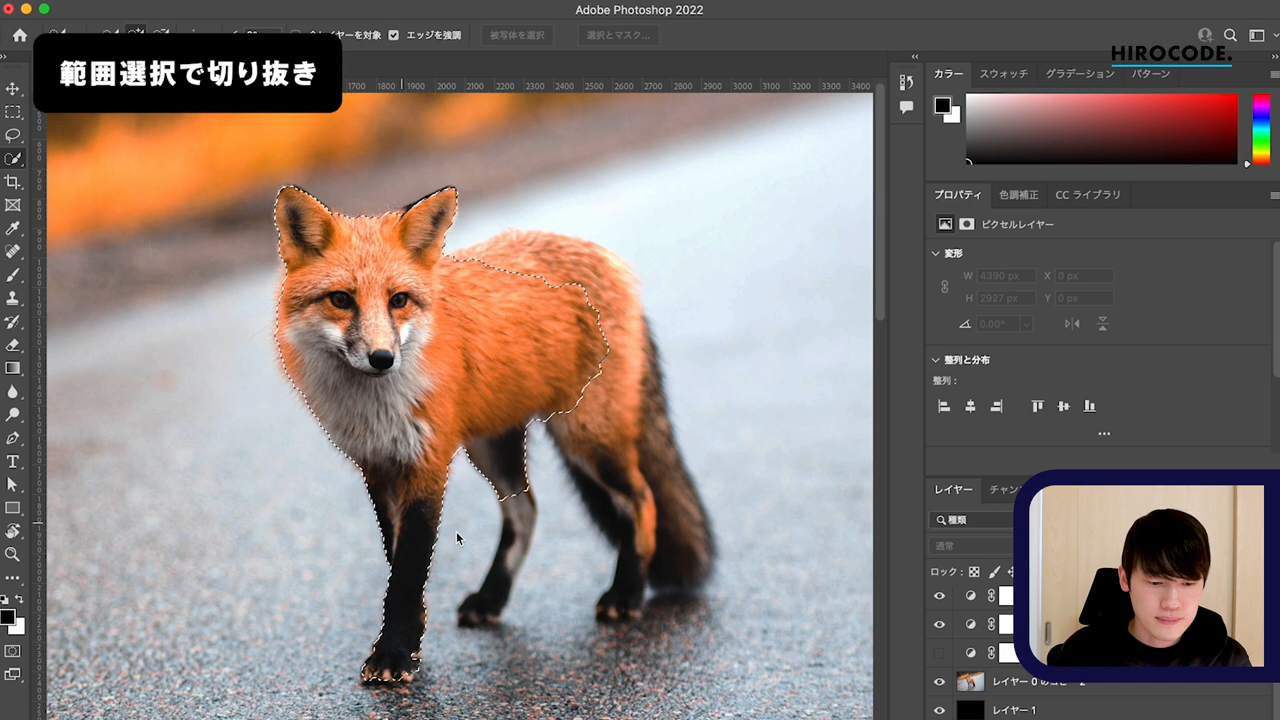 Adobe Photoshop 2022
イヤーを対象 エッジを強調 被写体を選択 選択とマスク...
範囲選択で切り抜き
HIROCODE.
1700 1800 1900 2000 2100 2200 2300 2400 2500 2600 2700 2800 2900 3000 3100 3200 3300 3400
カラー スウォッチ グラデーション パターン
プロパティ 色調補正 CC ライブラリ
ピクセルレイヤー
変形
W 4390 px X 0 px
H 2927 px Y 0 px
0.00°
整列と分布
整列:
レイヤー チャン
種類
通常
ロック:
レイヤー 0 のコピー 2
レイヤー 1